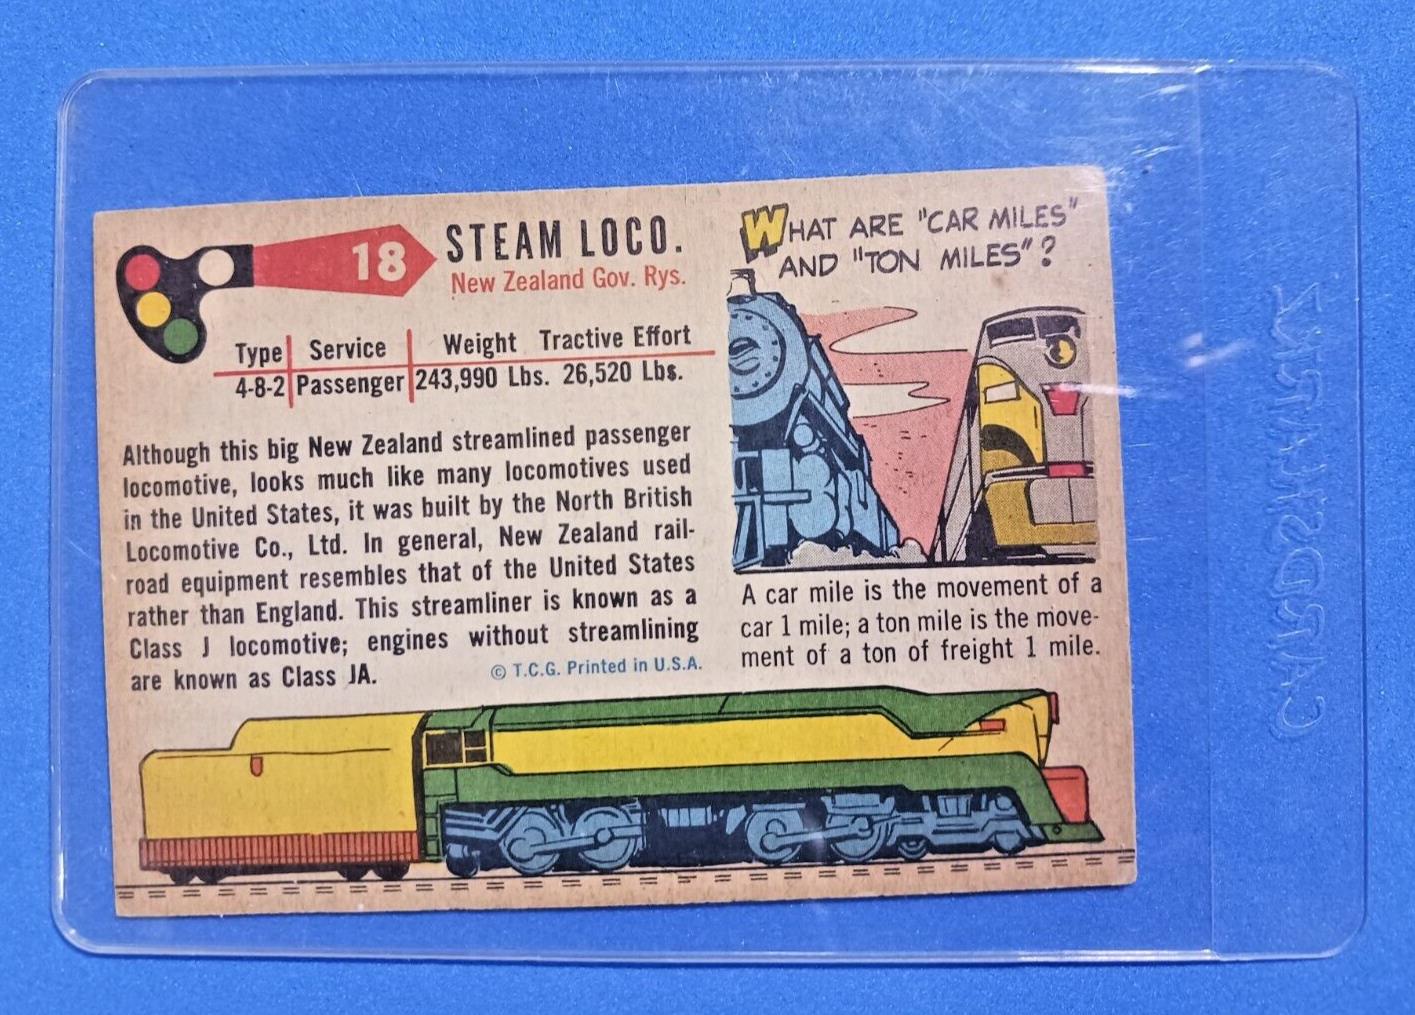 18
STEAM LOCO.
New Zealand Gov. Rys.
Type Service Weight Tractive Effort
4-8-2 Passenger 243,990 Lbs. 26,520 Lbs.
Although this big New Zealand streamlined passenger
locomotive, looks much like many locomotives used
in the United States, it was built by the North British
Locomotive Co., Ltd. In general, New Zealand rail-
road equipment resembles that of the United States
rather than England. This streamliner is known as a
Class J locomotive; engines without streamlining
are known as Class JA.
© T.C.G. Printed in U.S.A.
WHAT ARE "CAR MILES"
AND "TON MILES"?
A car mile is the movement of a
car 1 mile; a ton mile is the move-
ment of a ton of freight 1 mile.
CARDSHARKZ